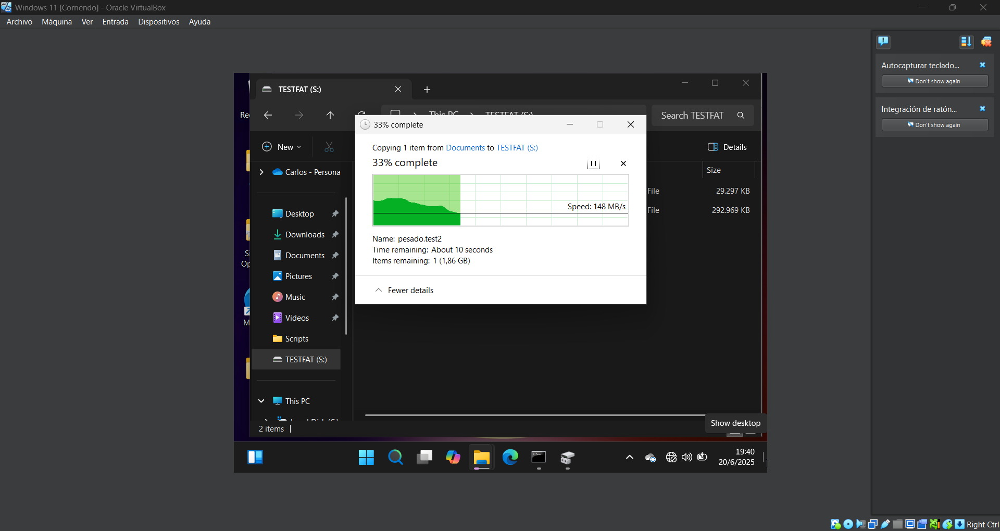 Windows 11 [Corriendo] - Oracle VirtualBox
Archivo Máquina Ver Entrada Dispositivos Ayuda
Autocapturar teclado...
Don't show again
Integración de ratón...
Don't show again
TESTFAT (S:)
This PC TESTFAT (S:)
Search TESTFAT
New
Details
33% complete
Copying 1 item from Documents to TESTFAT (S:)
33% complete
Speed: 148 MB/s
Name: pesado.test2
Time remaining: About 10 seconds
Items remaining: 1 (1,86 GB)
Fewer details
Size
File 29.297 KB
File 292.969 KB
Carlos - Persona
Desktop
Downloads
Documents
Pictures
Music
Videos
Scripts
TESTFAT (S:)
This PC
2 items
Show desktop
19:40
20/6/2025
Right Ctrl